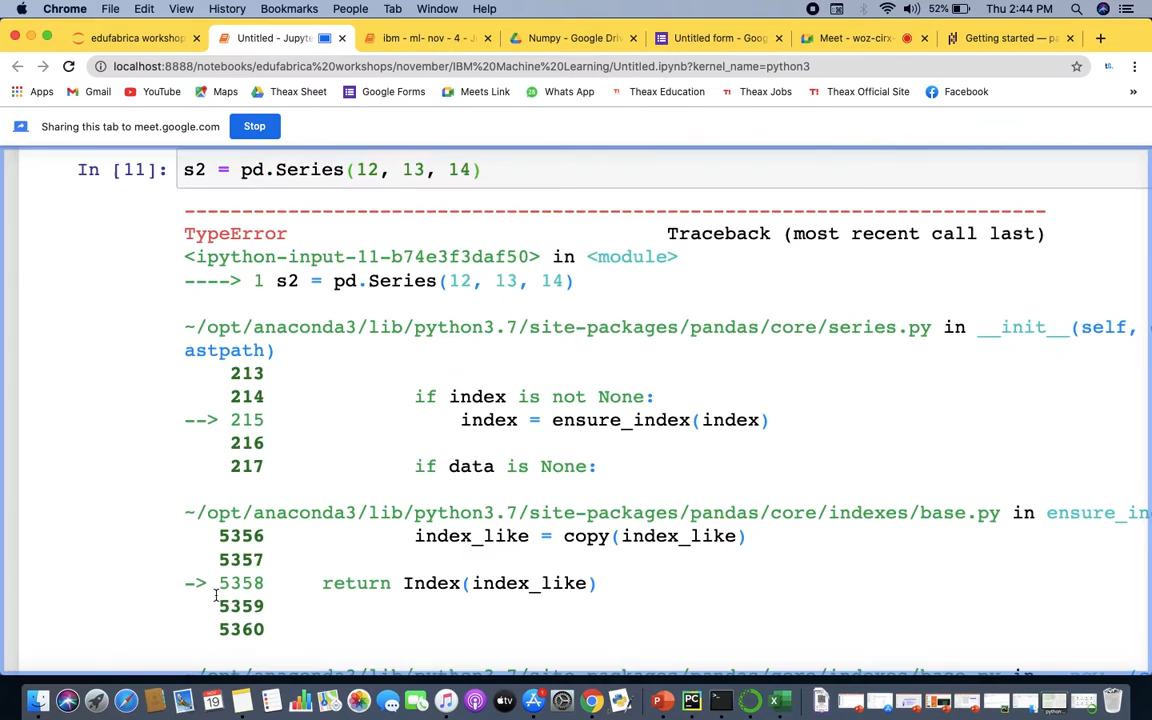 Chrome File Edit View History Bookmarks People Tab Window Help 52% Thu 2:44 PM
edufabrica workshop Untitled - Jupyte ibm - ml- nov - 4 - J Numpy - Google Driv Untitled form - Goog Meet - woz-cirx- Getting started — pa
localhost:8888/notebooks/edufabrica%20workshops/november/IBM%20Machine%20Learning/Untitled.ipynb?kernel_name=python3
Apps Gmail YouTube Maps Theax Sheet Google Forms Meets Link Whats App Theax Education Theax Jobs Theax Official Site Facebook »
Sharing this tab to meet.google.com Stop
In [11]: s2 = pd.Series(12, 13, 14)
---------------------------------------------------------------------------
TypeError Traceback (most recent call last)
<ipython-input-11-b74e3f3daf50> in <module>
----> 1 s2 = pd.Series(12, 13, 14)
~/opt/anaconda3/lib/python3.7/site-packages/pandas/core/series.py in __init__(self,
astpath)
213
214 if index is not None:
--> 215 index = ensure_index(index)
216
217 if data is None:
~/opt/anaconda3/lib/python3.7/site-packages/pandas/core/indexes/base.py in ensure_in
5356 index_like = copy(index_like)
5357
-> 5358 return Index(index_like)
5359
5360